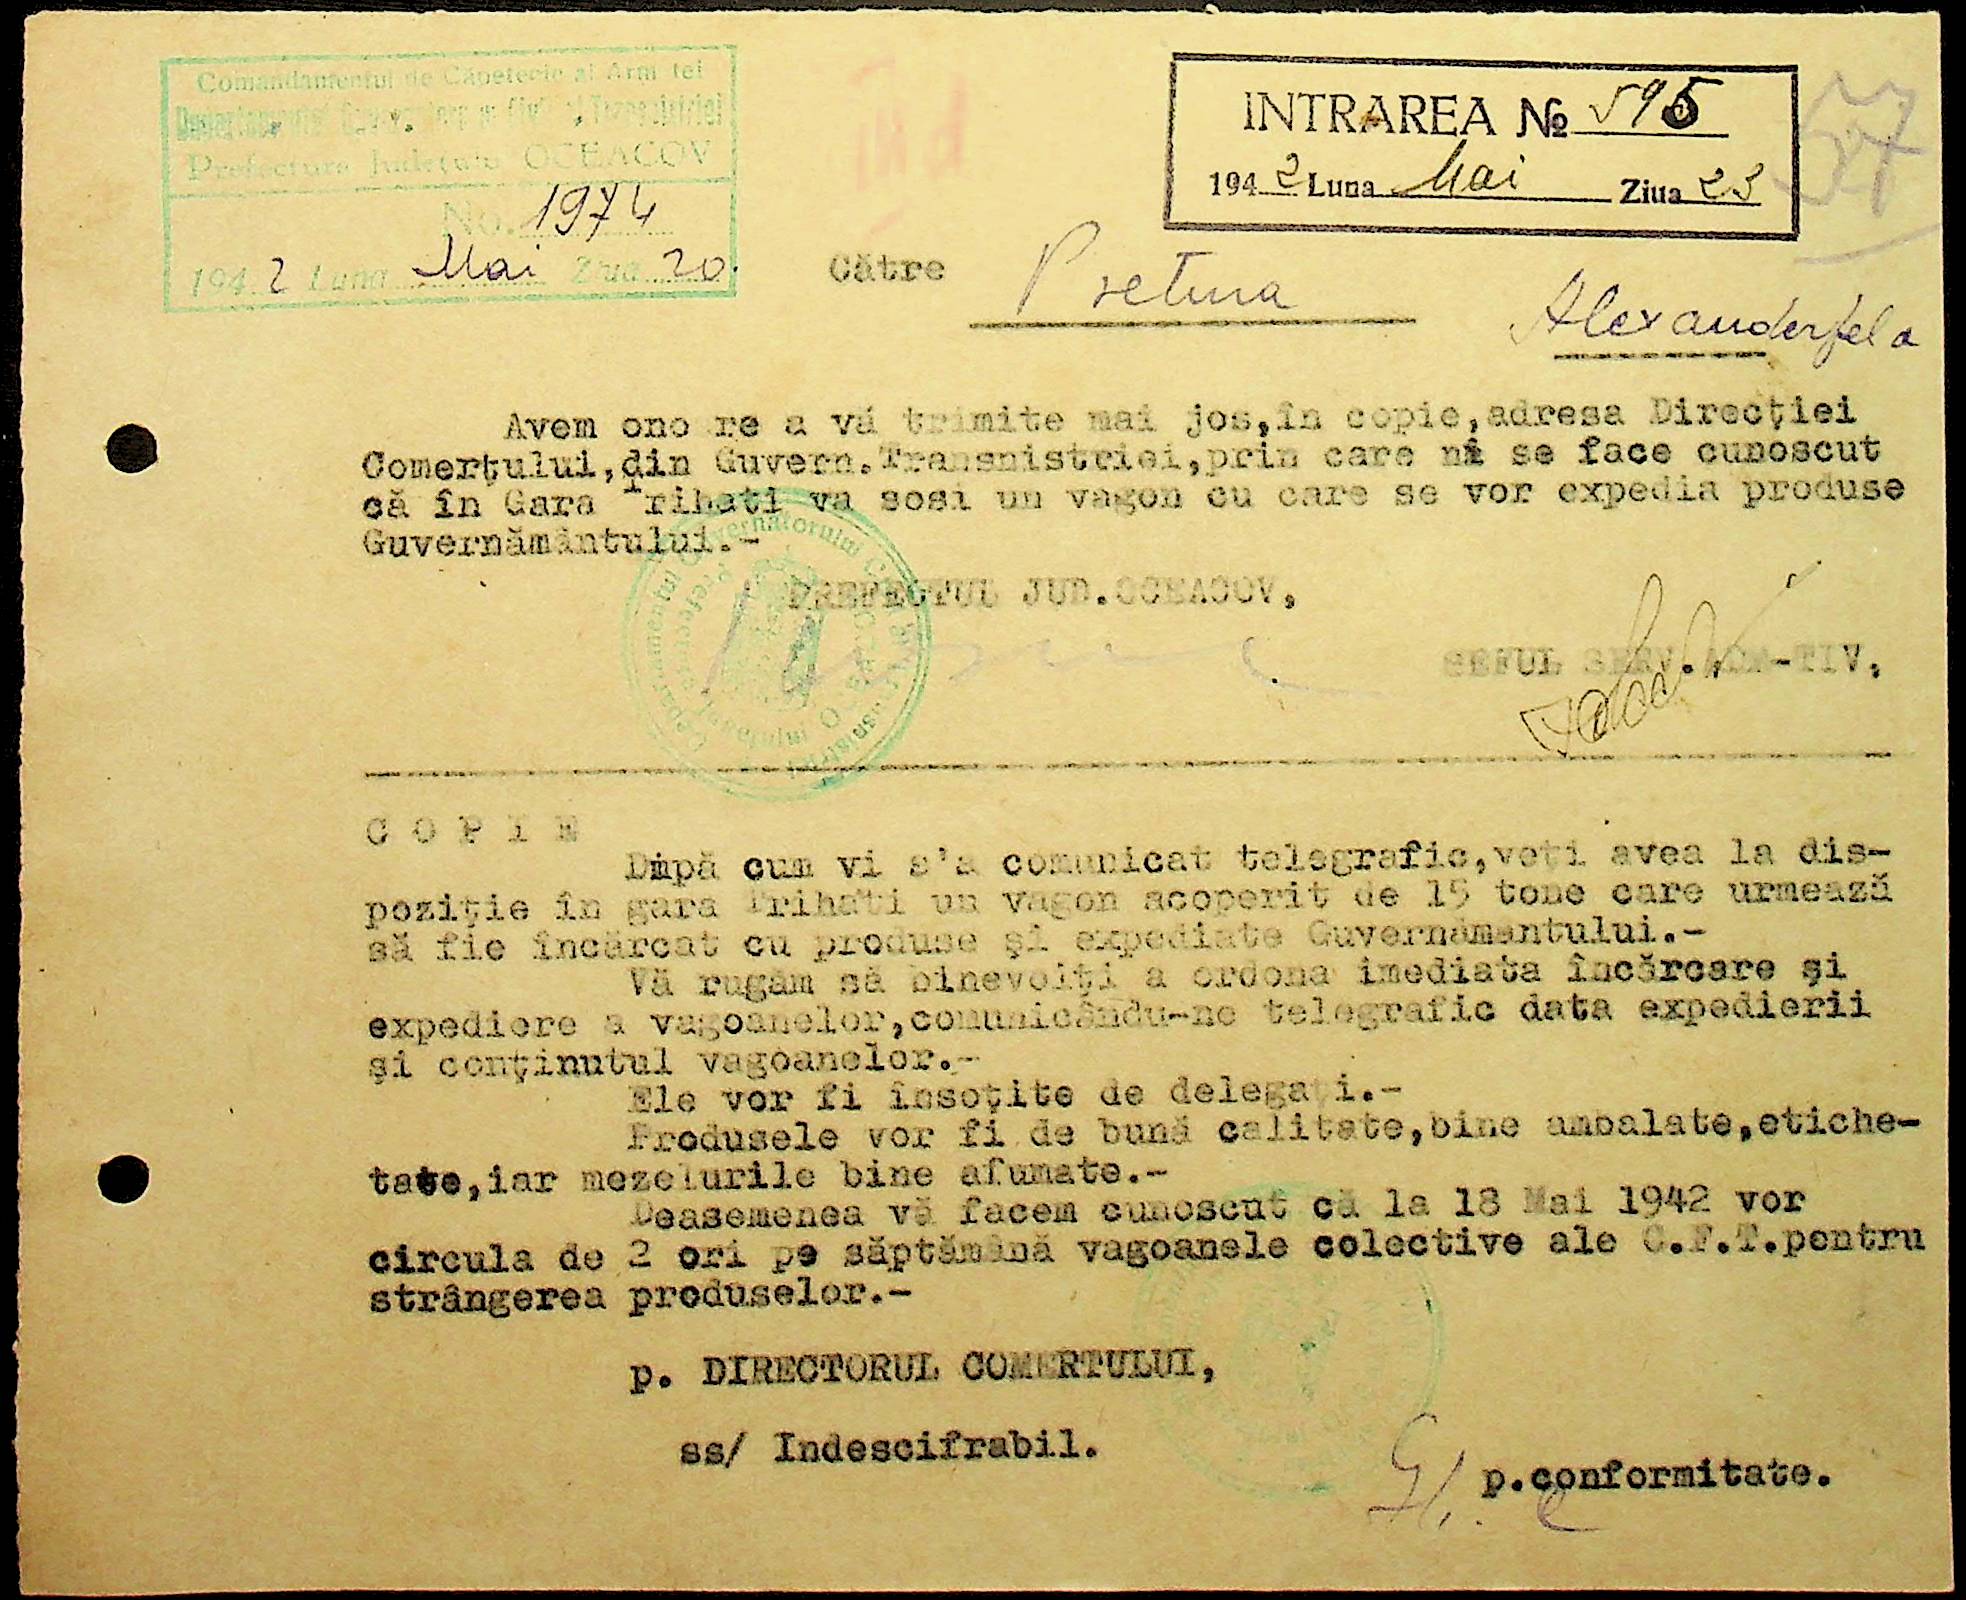 Comandamentul de Căpetenie al Armatei
Prefectura Județului OCEACOV
No. 1974
1942 Luna Mai Ziua 20.
INTRAREA № 595
1942 Luna Mai Ziua 23
57
Către Pretura
Alexanderfeld
Avem ono re a vă trimite mai jos,în copie,adresa Direcției
Comerțului,din Guvern.Transnistriei,prin care ni se face cunoscut
că în Gara Trihati va sosi un vagon cu care se vor expedia produse
Guvernământului.-
PREFECTUL JUD.OCEACOV,
SEFUL SERV.ADM-TIV,
C O P I E
După cum vi s'a comunicat telegrafic,veți avea la dis-
poziție în gara Trihati un vagon acoperit de 15 tone care urmează
să fie încărcat cu produse și expediate Guvernamantului.-
Vă rugăm să binevoiți a ordona imediata încărcare și
expediere a vagoanelor,comunicându-ne telegrafic data expedierii
și conținutul vagoanelor.-
Ele vor fi însoțite de delegați.-
Produsele vor fi de bună calitate,bine ambalate,etiche-
tate,iar mezelurile bine afumate.-
Deasemenea vă facem cunoscut că la 18 Mai 1942 vor
circula de 2 ori pe săptămână vagoanele colective ale C.F.T.pentru
strângerea produselor.-
p. DIRECTORUL COMERTULUI,
ss/ Indescifrabil.
p.conformitate.